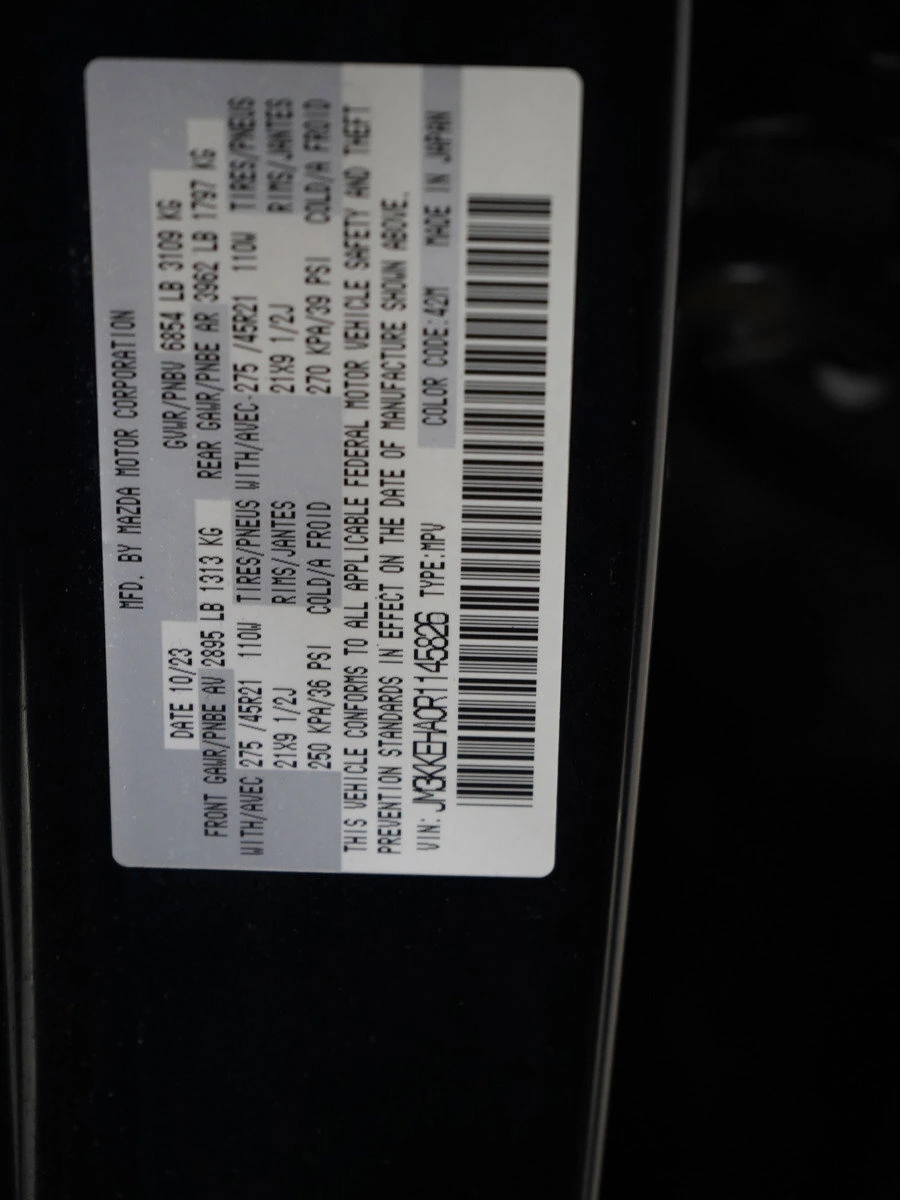 MFD. BY MAZDA MOTOR CORPORATION
DATE 10/23 GVWR/PNBV 6854 LB 3109 KG
FRONT GAWR/PNBE AV 2895 LB 1313 KG REAR GAWR/PNBE AR 3962 LB 1797 KG
WITH/AVEC 275 /45R21 110W TIRES/PNEUS WITH/AVEC 275 /45R21 110W TIRES/PNEUS
21X9 1/2J RIMS/JANTES 21X9 1/2J RIMS/JANTES
250 KPA/36 PSI COLD/A FROID 270 KPA/39 PSI COLD/A FROID
THIS VEHICLE CONFORMS TO ALL APPLICABLE FEDERAL MOTOR VEHICLE SAFETY AND THEFT
PREVENTION STANDARDS IN EFFECT ON THE DATE OF MANUFACTURE SHOWN ABOVE.
VIN: JM3KKEHA0R1145826 TYPE:MPV COLOR CODE:42M MADE IN JAPAN